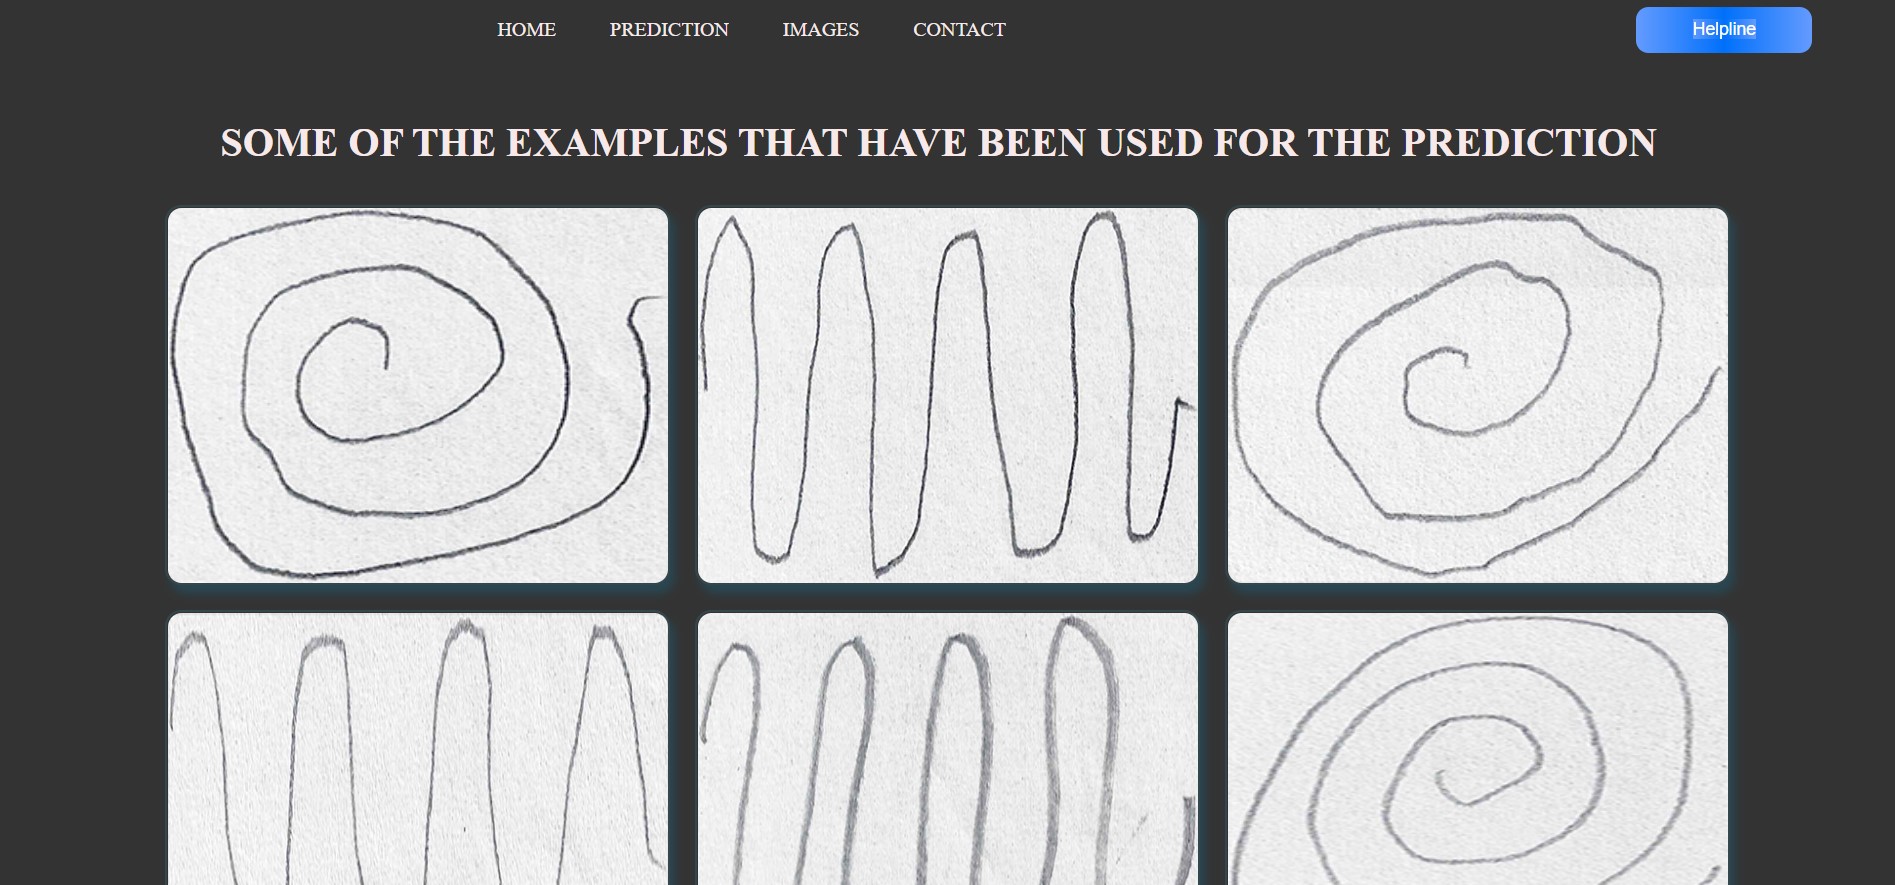 HOME PREDICTION IMAGES CONTACT Helpline
SOME OF THE EXAMPLES THAT HAVE BEEN USED FOR THE PREDICTION